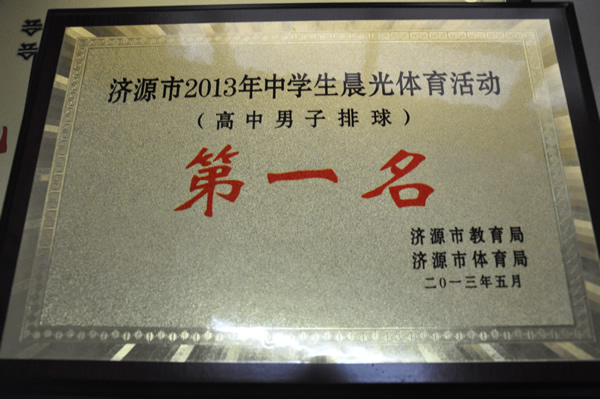 济源市2013年中学生晨光体育活动
（高中男子排球）
第一名
济源市教育局
济源市体育局
二〇一三年五月